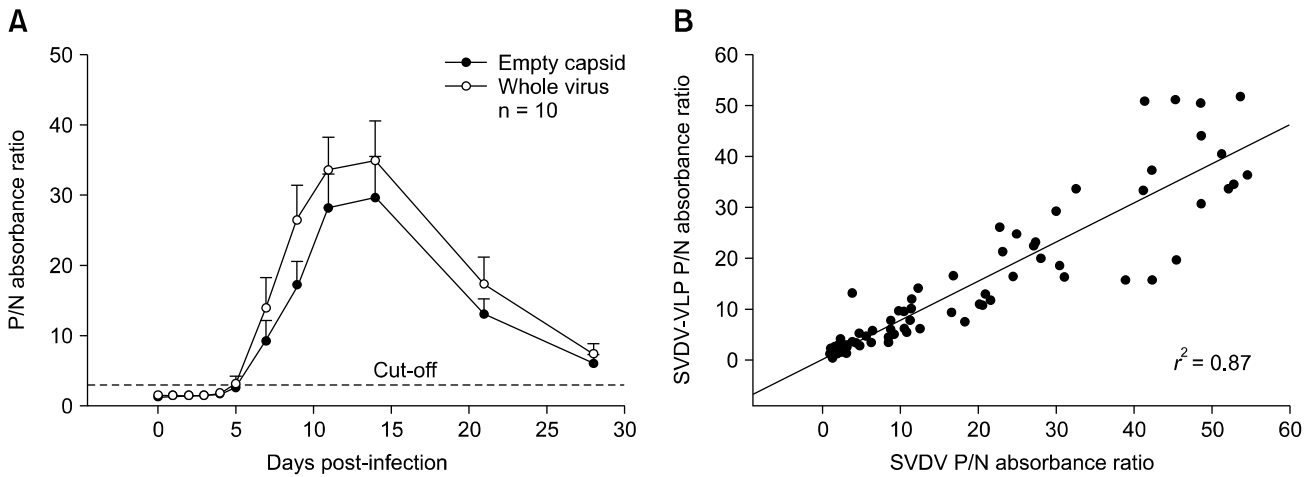 A
P/N absorbance ratio
50
40
30
20
10
0
Empty capsid
Whole virus
n = 10
Cut-off
0 5 10 15 20 25 30
Days post-infection
B
SVDV-VLP P/N absorbance ratio
60
50
40
30
20
10
0
r² = 0.87
0 10 20 30 40 50 60
SVDV P/N absorbance ratio